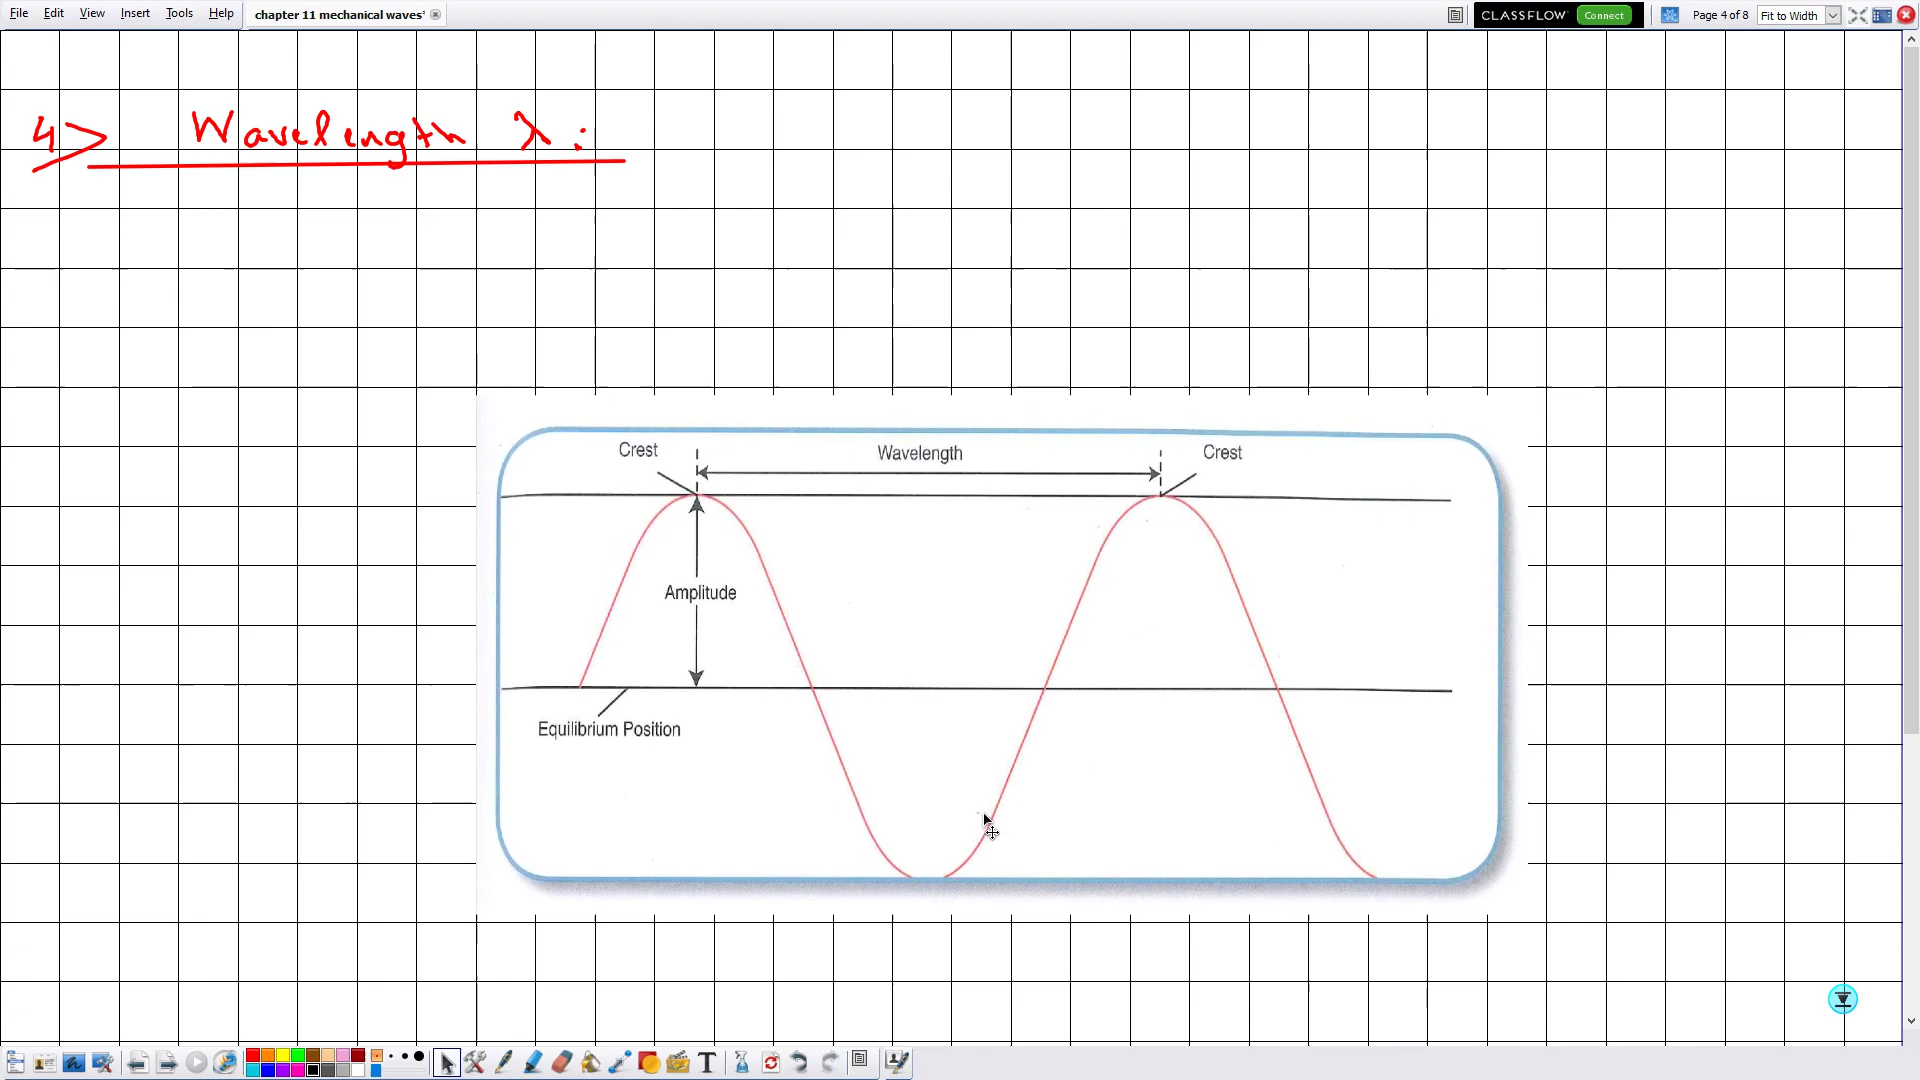 File Edit View Insert Tools Help chapter 11 mechanical waves* CLASSFLOW Connect Page 4 of 8 Fit to Width
4> Wavelength λ:
Crest Wavelength Crest
Amplitude
Equilibrium Position
T